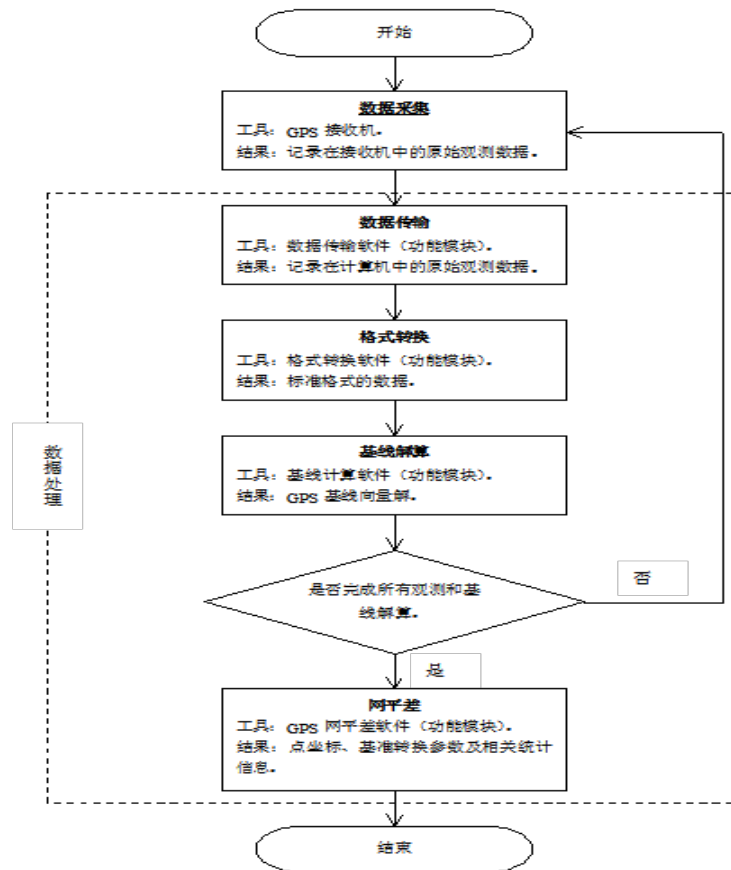 开始
数据采集
工具：GPS 接收机。
结果：记录在接收机中的原始观测数据。
数据传输
工具：数据传输软件（功能模块）。
结果：记录在计算机中的原始观测数据。
格式转换
工具：格式转换软件（功能模块）。
结果：标准格式的数据。
数据处理
基线解算
工具：基线计算软件（功能模块）。
结果：GPS 基线向量解。
是否完成所有观测和基
线解算。
否
是
网平差
工具：GPS 网平差软件（功能模块）。
结果：点坐标、基准转换参数及相关统计
信息。
结束